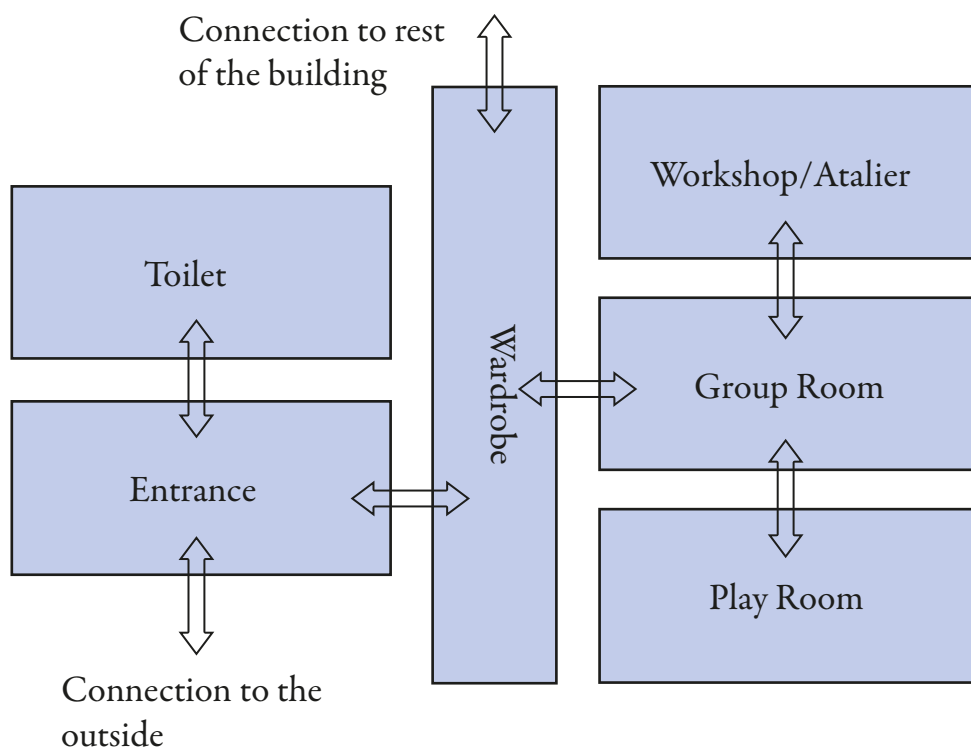 Connection to rest
of the building
Workshop/Atalier
Toilet
Wardrobe
Group Room
Entrance
Play Room
Connection to the
outside